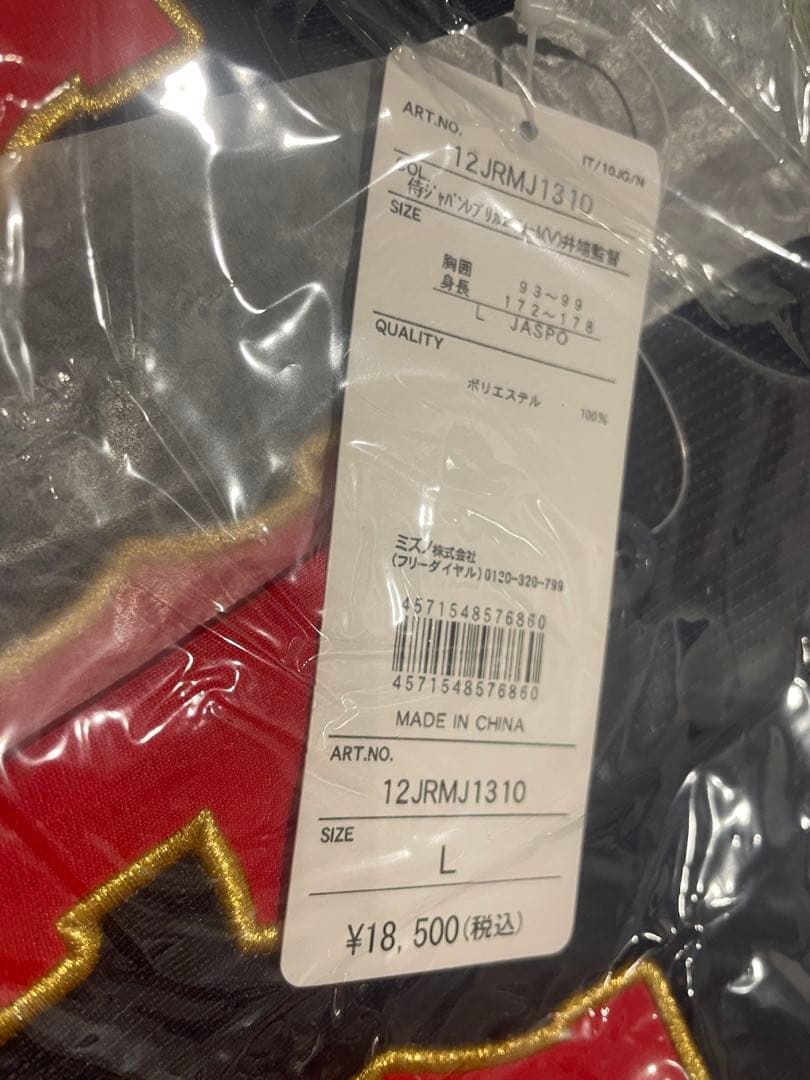 ART.NO.
IT/10JG/N
12JRMJ1310
COL.
侍ジャパンレプリカユニホーム(V)井端監督
SIZE
胸囲 93～99
身長 172～178
L JASPO
QUALITY
ポリエステル 100%
ミズノ株式会社
(フリーダイヤル)0120-320-799
4571548576860
4571548576860
MADE IN CHINA
ART.NO.
12JRMJ1310
SIZE
L
¥18,500(税込)